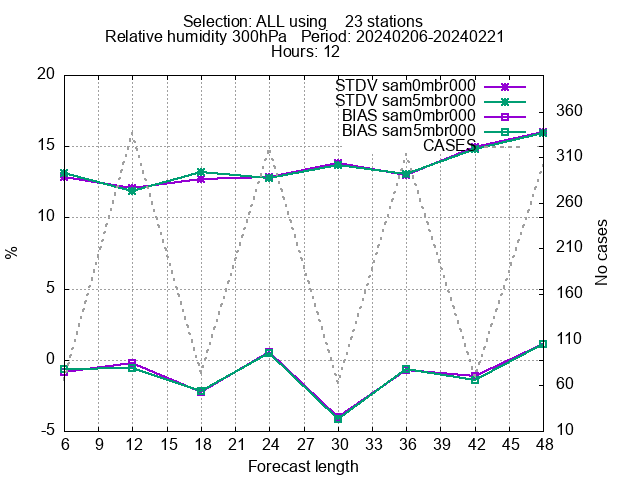 Selection: ALL using    23 stations
Relative humidity 300hPa   Period: 20240206-20240221
Hours: 12
STDV sam0mbr000
STDV sam5mbr000
BIAS sam0mbr000
BIAS sam5mbr000
CASES
20
15
10
5
0
-5
%
360
310
260
210
160
110
60
10
No cases
6 9 12 15 18 21 24 27 30 33 36 39 42 45 48
Forecast length